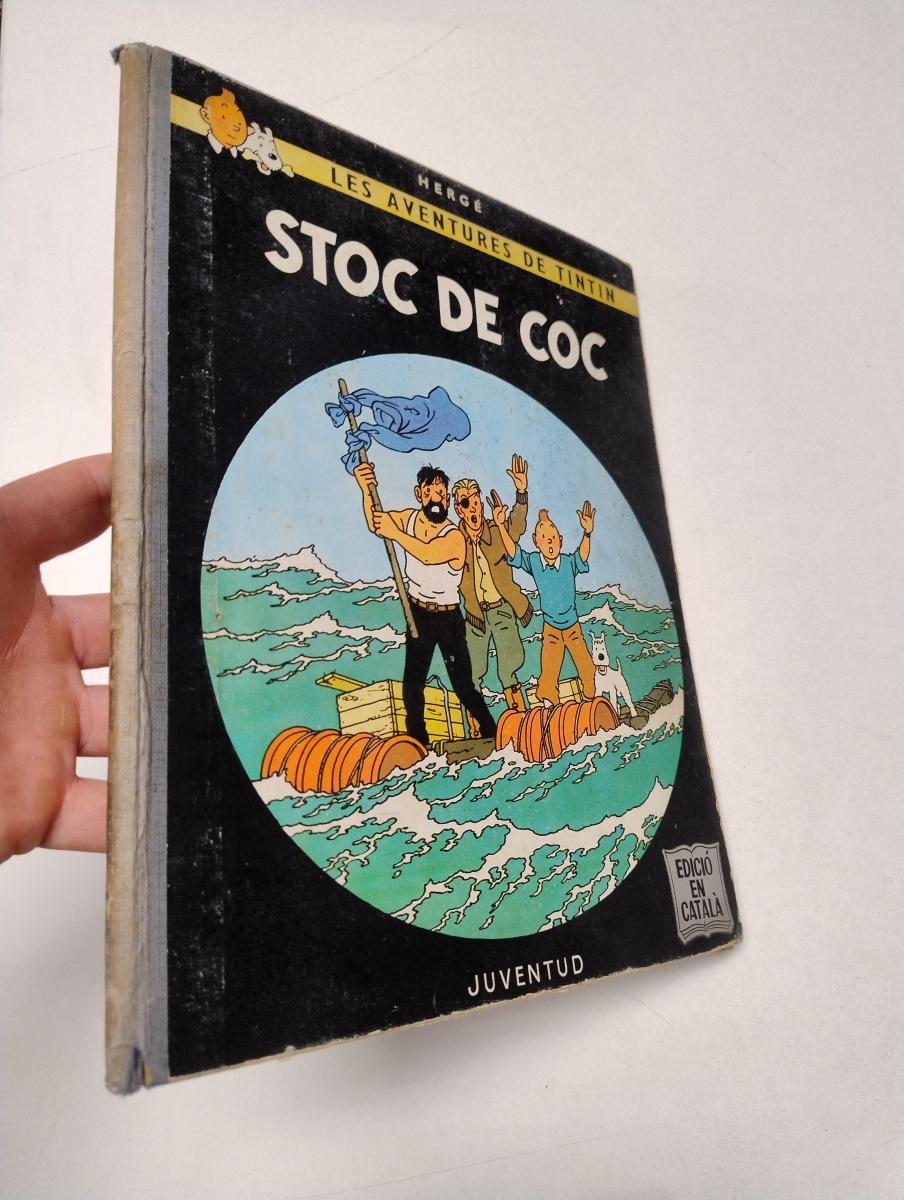 HERGÉ
LES AVENTURES DE TINTIN
STOC DE COC
EDICIÓ
EN
CATALÀ
JUVENTUD